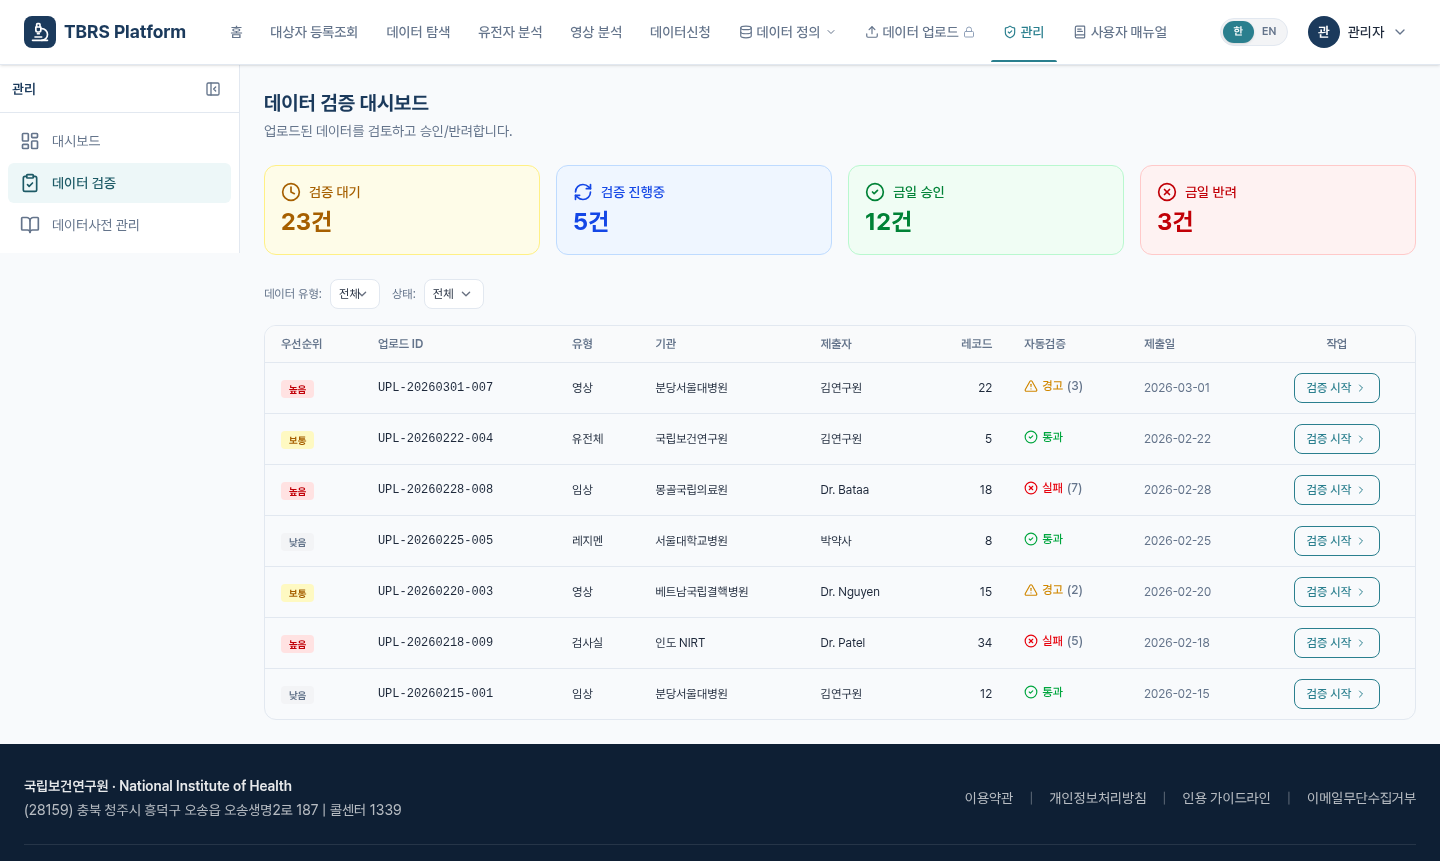 TBRS Platform
홈 대상자 등록조회 데이터 탐색 유전자 분석 영상 분석 데이터신청 데이터 정의 데이터 업로드 관리 사용자 매뉴얼
한 EN
관 관리자
관리
대시보드
데이터 검증
데이터사전 관리
데이터 검증 대시보드
업로드된 데이터를 검토하고 승인/반려합니다.
검증 대기
23건
검증 진행중
5건
금일 승인
12건
금일 반려
3건
데이터 유형: 전체 상태: 전체
우선순위 업로드 ID 유형 기관 제출자 레코드 자동검증 제출일 작업
높음 UPL-20260301-007 영상 분당서울대병원 김연구원 22 경고 (3) 2026-03-01 검증 시작
보통 UPL-20260222-004 유전체 국립보건연구원 김연구원 5 통과 2026-02-22 검증 시작
높음 UPL-20260228-008 임상 몽골국립의료원 Dr. Bataa 18 실패 (7) 2026-02-28 검증 시작
낮음 UPL-20260225-005 레지멘 서울대학교병원 박약사 8 통과 2026-02-25 검증 시작
보통 UPL-20260220-003 영상 베트남국립결핵병원 Dr. Nguyen 15 경고 (2) 2026-02-20 검증 시작
높음 UPL-20260218-009 검사실 인도 NIRT Dr. Patel 34 실패 (5) 2026-02-18 검증 시작
낮음 UPL-20260215-001 임상 분당서울대병원 김연구원 12 통과 2026-02-15 검증 시작
국립보건연구원 · National Institute of Health
(28159) 충북 청주시 흥덕구 오송읍 오송생명2로 187 | 콜센터 1339
이용약관 | 개인정보처리방침 | 인용 가이드라인 | 이메일무단수집거부